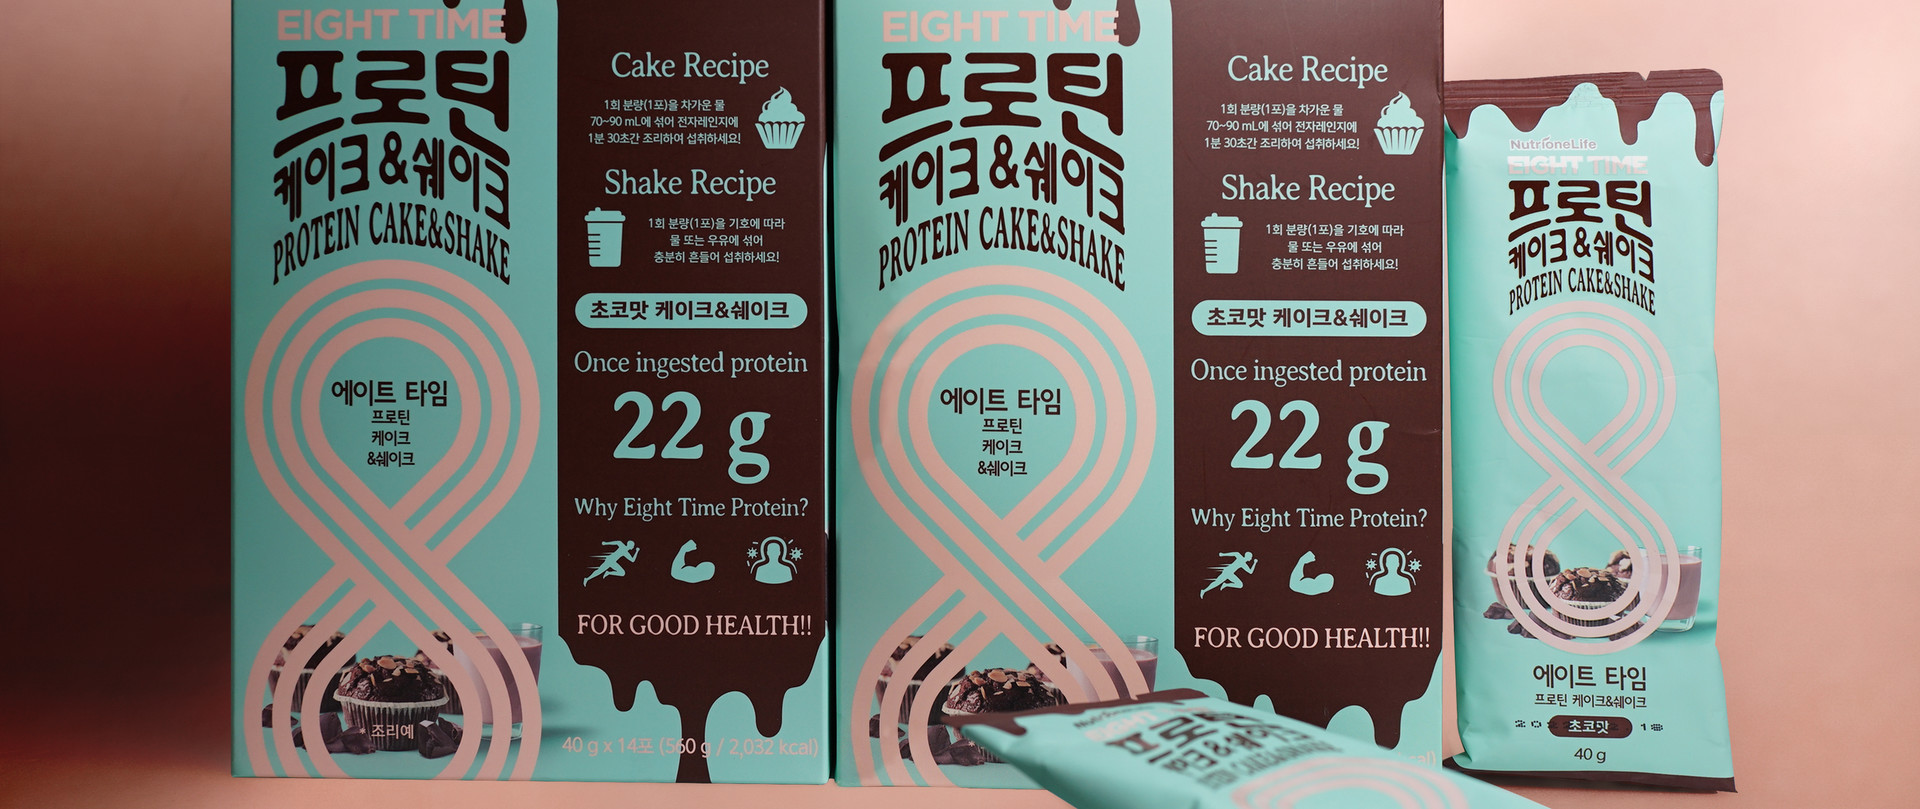 EIGHT TIME
프로틴
케이크&쉐이크
PROTEIN CAKE&SHAKE
에이트 타임
프로틴
케이크
&쉐이크
조리예
Cake Recipe
1회 분량(1포)을 차가운 물
70~90 mL에 섞어 전자레인지에
1분 30초간 조리하여 섭취하세요!
Shake Recipe
1회 분량(1포)을 기호에 따라
물 또는 우유에 섞어
충분히 흔들어 섭취하세요!
초코맛 케이크&쉐이크
Once ingested protein
22 g
Why Eight Time Protein?
FOR GOOD HEALTH!!
40 g x 14포 (560 g / 2,032 kcal)
EIGHT TIME
프로틴
케이크&쉐이크
PROTEIN CAKE&SHAKE
에이트 타임
프로틴
케이크
&쉐이크
Cake Recipe
1회 분량(1포)을 차가운 물
70~90 mL에 섞어 전자레인지에
1분 30초간 조리하여 섭취하세요!
Shake Recipe
1회 분량(1포)을 기호에 따라
물 또는 우유에 섞어
충분히 흔들어 섭취하세요!
초코맛 케이크&쉐이크
Once ingested protein
22 g
Why Eight Time Protein?
FOR GOOD HEALTH!!
NutrioneLife
EIGHT TIME
프로틴
케이크&쉐이크
PROTEIN CAKE&SHAKE
에이트 타임
프로틴 케이크&쉐이크
초코맛
40 g
EIGHT TIME
프로틴
케이크&쉐이크